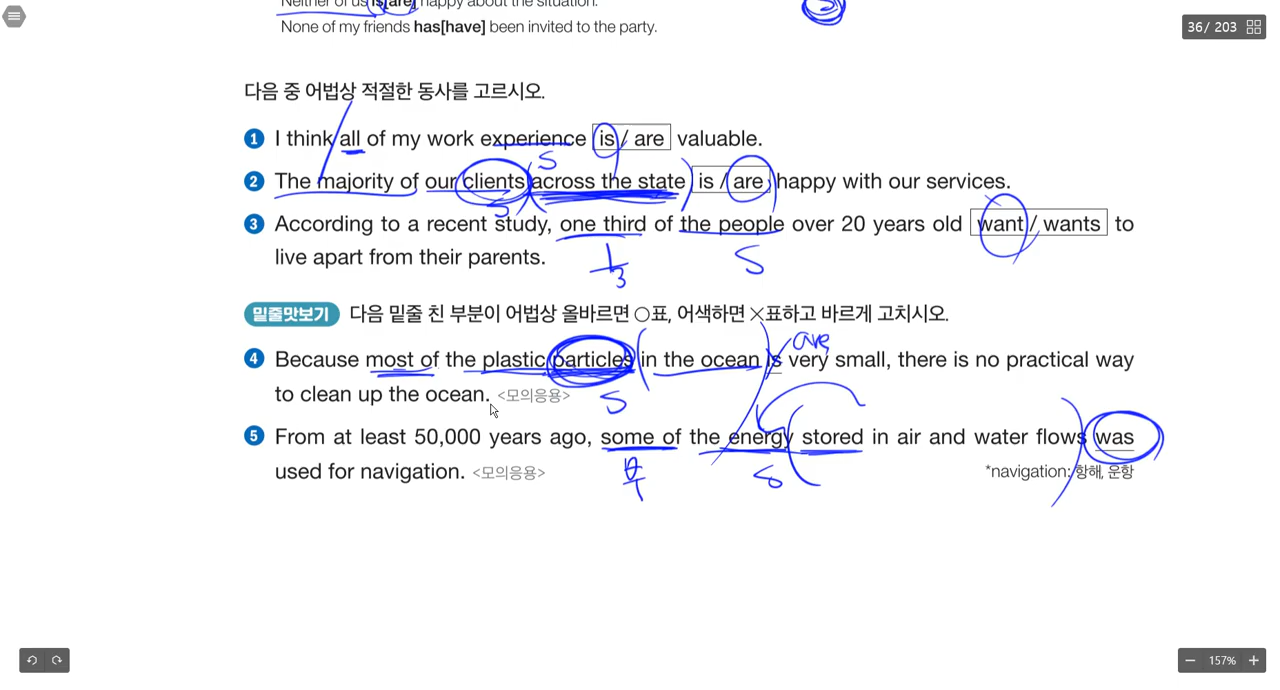 Neither of us is[are] happy about the situation.
None of my friends has[have] been invited to the party.
36 / 203
다음 중 어법상 적절한 동사를 고르시오.
1 I think all of my work experience is / are valuable.
S
2 The majority of our clients across the state is / are happy with our services.
S
3 According to a recent study, one third of the people over 20 years old want / wants to
live apart from their parents.
1/3
S
밑줄맛보기 다음 밑줄 친 부분이 어법상 올바르면 ○표, 어색하면 ×표하고 바르게 고치시오.
are
4 Because most of the plastic particles in the ocean is very small, there is no practical way
to clean up the ocean. <모의응용>
S
5 From at least 50,000 years ago, some of the energy stored in air and water flows was
used for navigation. <모의응용>
S
*navigation: 항해, 운항
157%